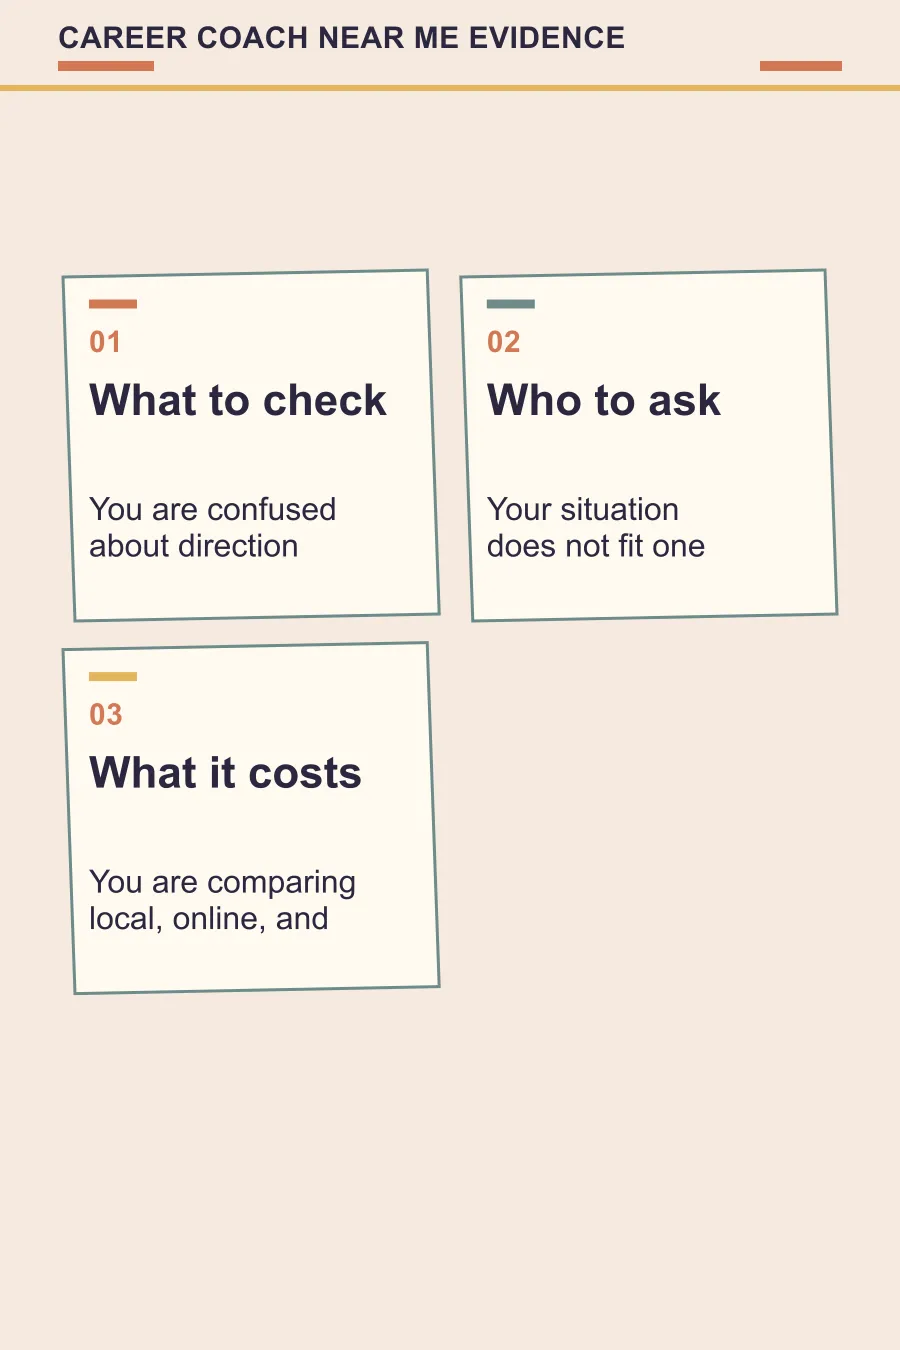 CAREER COACH NEAR ME EVIDENCE
01
What to check
You are confused
about direction
02
Who to ask
Your situation
does not fit one
03
What it costs
You are comparing
local, online, and